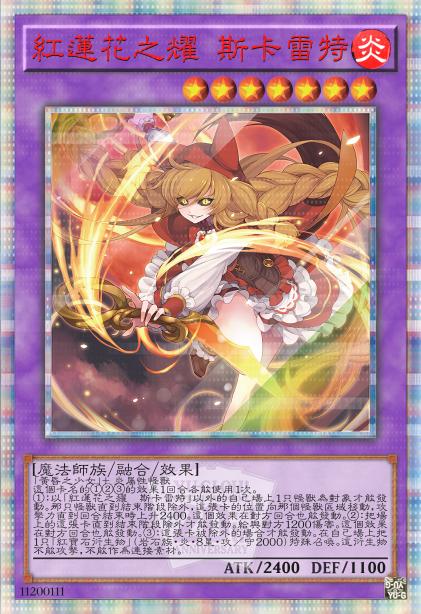 紅蓮花之耀 斯卡雷特
炎
[魔法師族/融合/效果]
「黃昏之少女」+炎屬性怪獸
這個卡名的①②③的效果1回合各能使用1次。
(1):以「紅蓮花之耀 斯卡雷特」以外的自己場上1只怪獸為對象才能發
動。那只怪獸直到結束階段除外,這張卡的位置向那個怪獸區域移動,攻
擊力直到回合結束時上升2400。這個效果在對方回合也能發動。②:把場
上的這張卡直到結束階段除外才能發動。給與對方1200傷害。這個效果
在對方回合也能發動。③:這張卡被除外的場合才能發動。在自己場上把
1只「紅寶石衍生物」(岩石族·炎·8星·攻/守2000)特殊召喚。這衍生物
不能攻擊,不能作為連接素材。
ATK/2400 DEF/1100
11200111